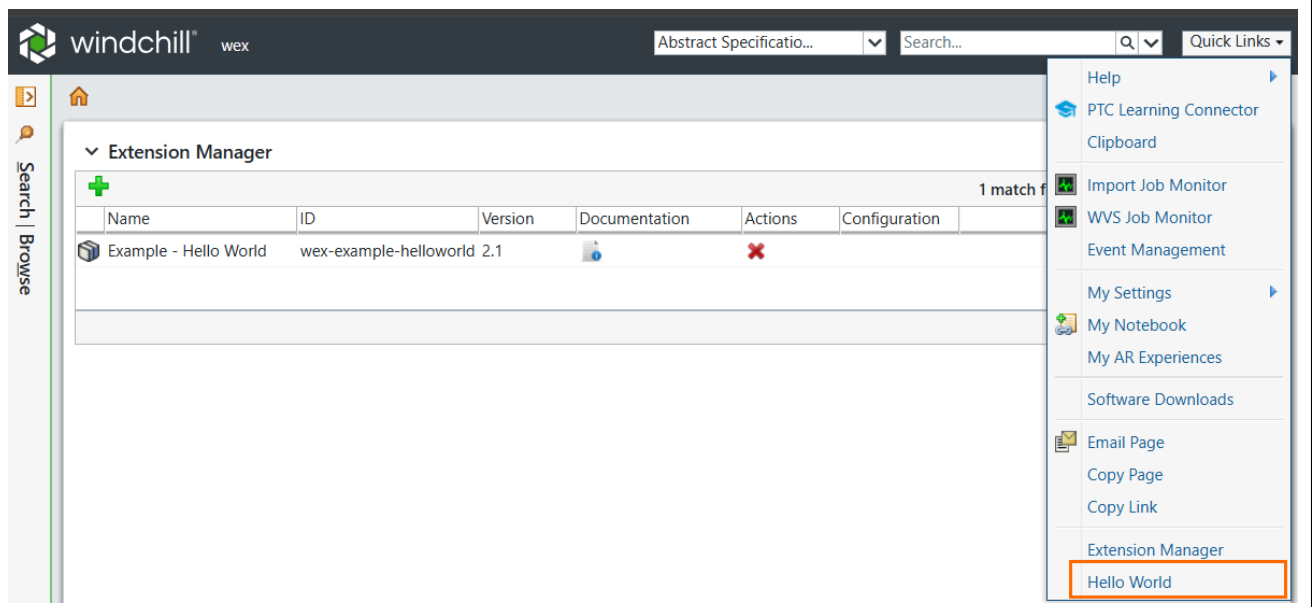 windchill® wex Abstract Specificatio... Search... Quick Links
Search | Browse
Extension Manager
1 match f
Name ID Version Documentation Actions Configuration
Example - Hello World wex-example-helloworld 2.1
Help
PTC Learning Connector
Clipboard
Import Job Monitor
WVS Job Monitor
Event Management
My Settings
My Notebook
My AR Experiences
Software Downloads
Email Page
Copy Page
Copy Link
Extension Manager
Hello World